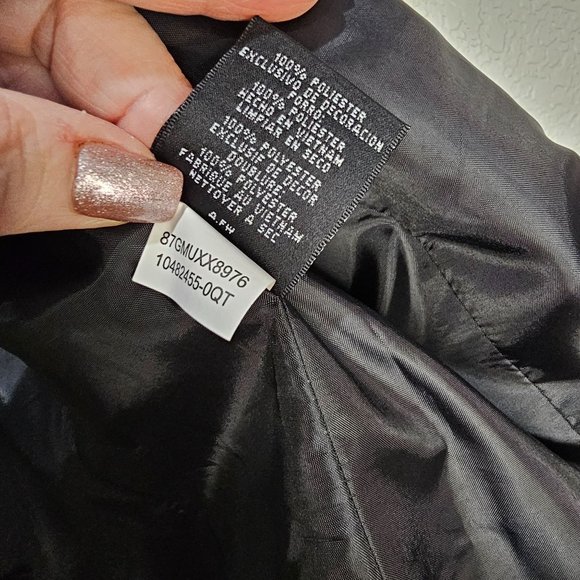 100% POLIESTER
EXCLUSIVO DE DECORACION
FORRO:
100% POLIESTER
HECHO EN VIETNAM
LIMPIAR EN SECO
100% POLYESTER
EXCLUSIF DE DECOR
DOUBLURE:
100% POLYESTER
FABRIQUE AU VIETNAM
NETTOYER A SEC
A.FW
87GMUXX8976
10482455-0QT